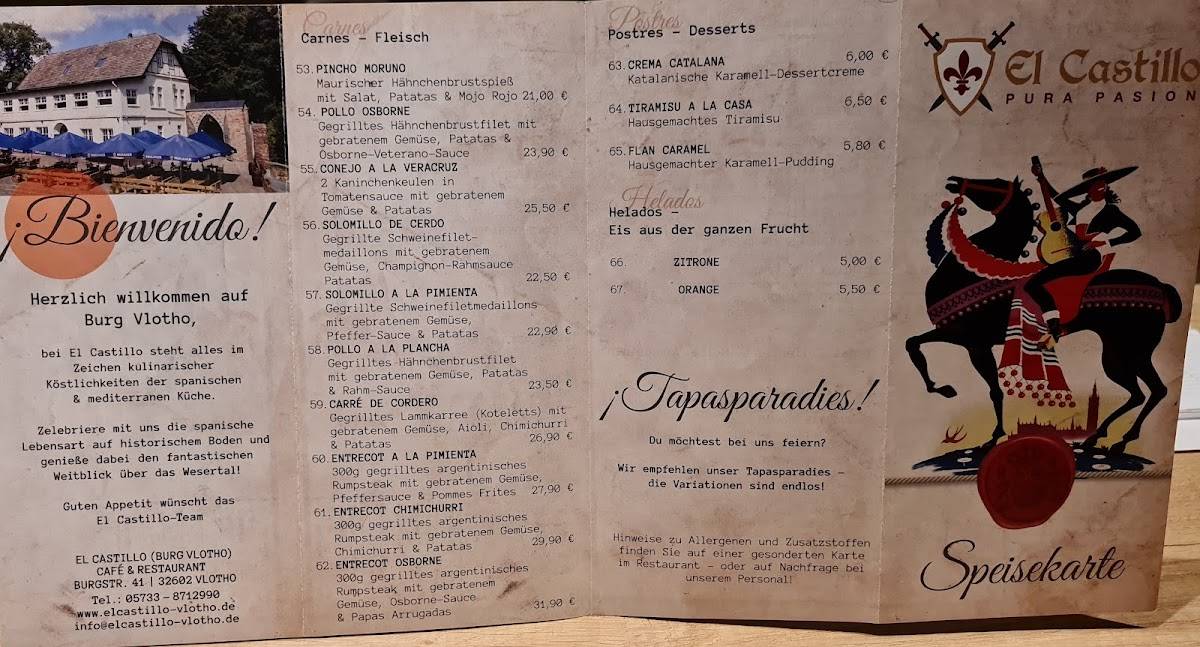 ¡Bienvenido!
Herzlich willkommen auf
Burg Vlotho,
bei El Castillo steht alles im
Zeichen kulinarischer
Köstlichkeiten der spanischen
& mediterranen Küche.
Zelebriere mit uns die spanische
Lebensart auf historischem Boden und
genieße dabei den fantastischen
Weitblick über das Wesertal!
Guten Appetit wünscht das
El Castillo-Team
EL CASTILLO (BURG VLOTHO)
CAFÉ & RESTAURANT
BURGSTR. 41 | 32602 VLOTHO
Tel.: 05733 - 8712990
www.elcastillo-vlotho.de
info@elcastillo-vlotho.de
Carnes
Carnes - Fleisch
53. PINCHO MORUNO
Maurischer Hähnchenbrustspieß
mit Salat, Patatas & Mojo Rojo 21,00 €
54. POLLO OSBORNE
Gegrilltes Hähnchenbrustfilet mit
gebratenem Gemüse, Patatas &
Osborne-Veterano-Sauce 23,90 €
55. CONEJO A LA VERACRUZ
2 Kaninchenkeulen in
Tomatensauce mit gebratenem
Gemüse & Patatas 25,50 €
56. SOLOMILLO DE CERDO
Gegrillte Schweinefilet-
medaillons mit gebratenem
Gemüse, Champignon-Rahmsauce
Patatas 22,50 €
57. SOLOMILLO A LA PIMIENTA
Gegrillte Schweinefiletmedaillons
mit gebratenem Gemüse,
Pfeffer-Sauce & Patatas 22,90 €
58. POLLO A LA PLANCHA
Gegrilltes Hähnchenbrustfilet
mit gebratenem Gemüse, Patatas
& Rahm-Sauce 23,50 €
59. CARRÉ DE CORDERO
Gegrilltes Lammkarree (Koteletts) mit
gebratenem Gemüse, Aioli, Chimichurri
& Patatas 26,90 €
60. ENTRECOT A LA PIMIENTA
300g gegrilltes argentinisches
Rumpsteak mit gebratenem Gemüse,
Pfeffersauce & Pommes Frites 27,90 €
61. ENTRECOT CHIMICHURRI
300g gegrilltes argentinisches
Rumpsteak mit gebratenem Gemüse,
Chimichurri & Patatas 29,90 €
62. ENTRECOT OSBORNE
300g gegrilltes argentinisches
Rumpsteak mit gebratenem
Gemüse, Osborne-Sauce
& Papas Arrugadas 31,90 €
Postres
Postres - Desserts
63. CREMA CATALANA 6,00 €
Katalanische Karamell-Dessertcreme
64. TIRAMISU A LA CASA 6,50 €
Hausgemachtes Tiramisu
65. FLAN CARAMEL 5,80 €
Hausgemachter Karamell-Pudding
Helados
Helados -
Eis aus der ganzen Frucht
66. ZITRONE 5,00 €
67. ORANGE 5,50 €
¡Tapasparadies!
Du möchtest bei uns feiern?
Wir empfehlen unser Tapasparadies -
die Variationen sind endlos!
Hinweise zu Allergenen und Zusatzstoffen
finden Sie auf einer gesonderten Karte
im Restaurant - oder auf Nachfrage bei
unserem Personal!
El Castillo
PURA PASION
Speisekarte